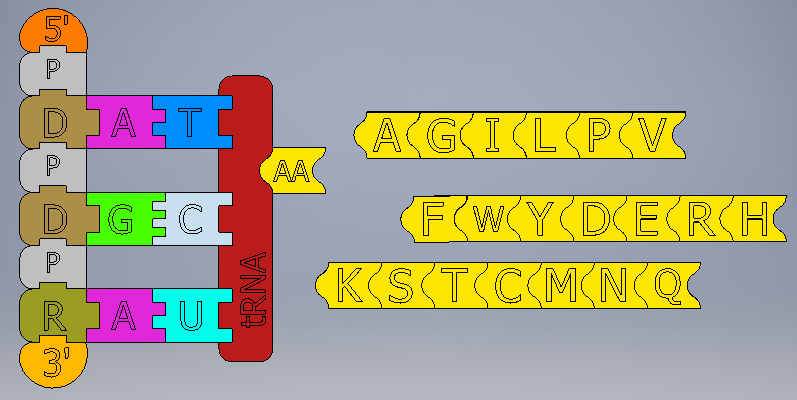 5'
P
D A T
P
D G C
P
R A U
3'
tRNA
AA
A G I L P V
F W Y D E R H
K S T C M N Q